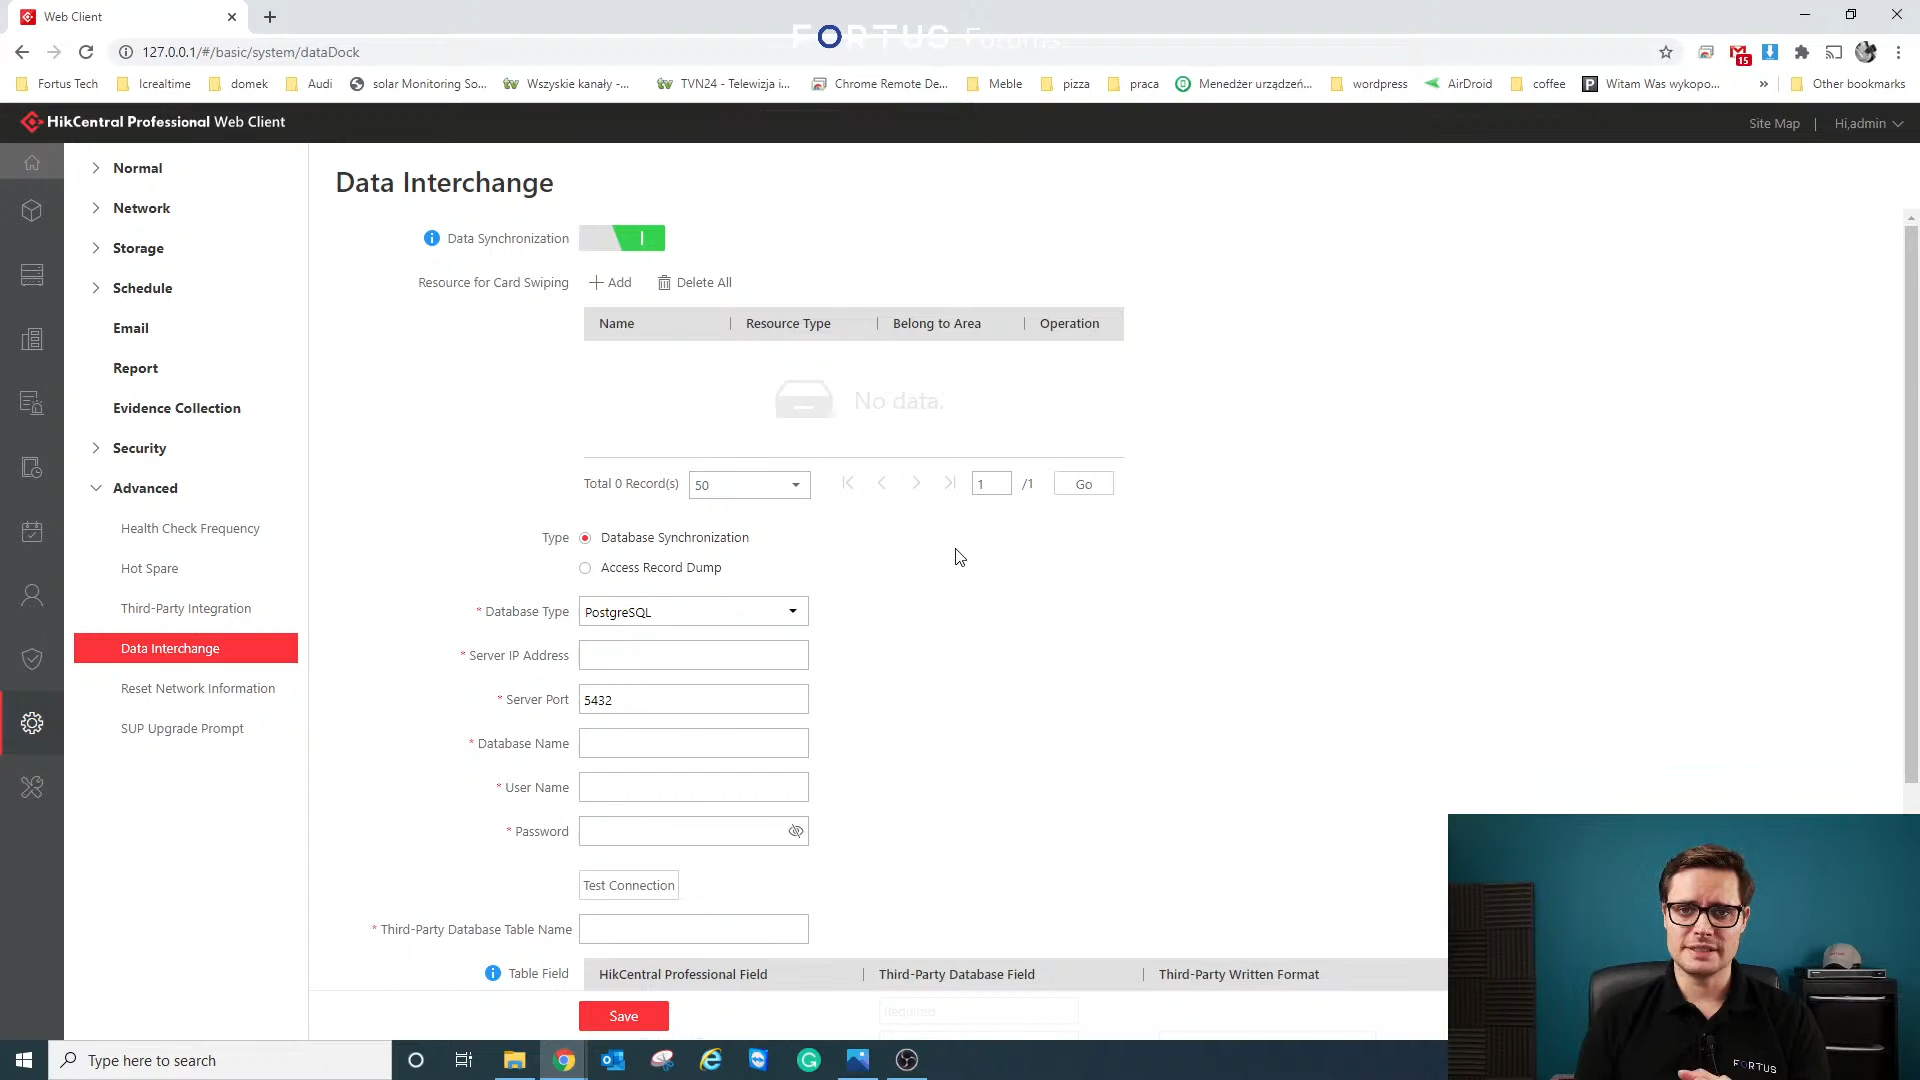 Web Client
FORTUS Forums.
127.0.0.1/#/basic/system/dataDock
15
Fortus Tech
Icrealtime
domek
Audi
solar Monitoring So...
Wszyskie kanały -...
TVN24 - Telewizja i...
Chrome Remote De...
Meble
pizza
praca
Menedżer urządzeń...
wordpress
AirDroid
coffee
P
Witam Was wykopo...
»
Other bookmarks
HikCentral Professional Web Client
Site Map | Hi,admin
Normal
Network
Storage
Schedule
Email
Report
Evidence Collection
Security
Advanced
Health Check Frequency
Hot Spare
Third-Party Integration
Data Interchange
Reset Network Information
SUP Upgrade Prompt
Data Interchange
Data Synchronization
Resource for Card Swiping
Add
Delete All
Name | Resource Type | Belong to Area | Operation
No data.
Total 0 Record(s) 50 1 /1 Go
Type Database Synchronization
Access Record Dump
* Database Type PostgreSQL
* Server IP Address
* Server Port 5432
* Database Name
* User Name
* Password
Test Connection
* Third-Party Database Table Name
Table Field HikCentral Professional Field | Third-Party Database Field | Third-Party Written Format
Required
Save
FORTUS
Type here to search